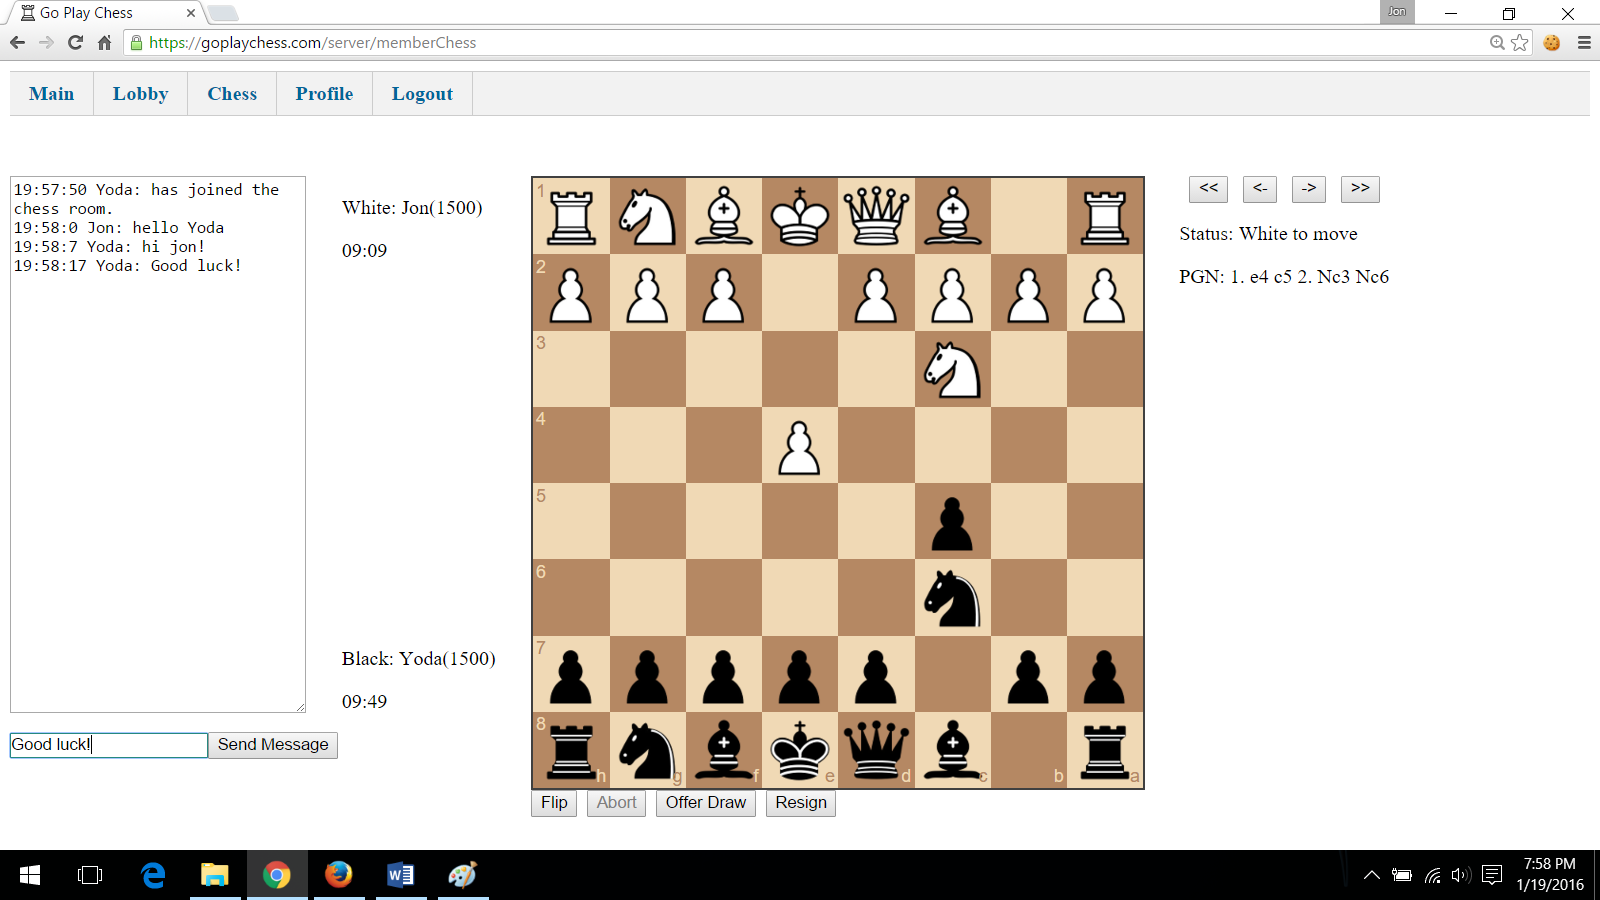 Go Play Chess
Jon
https://goplaychess.com/server/memberChess
Main Lobby Chess Profile Logout
19:57:50 Yoda: has joined the
chess room.
19:58:0 Jon: hello Yoda
19:58:7 Yoda: hi jon!
19:58:17 Yoda: Good luck!
Good luck! Send Message
White: Jon(1500)
09:09
Black: Yoda(1500)
09:49
1
2
3
4
5
6
7
8
h g f e d c b a
Flip Abort Offer Draw Resign
<< <- -> >>
Status: White to move
PGN: 1. e4 c5 2. Nc3 Nc6
7:58 PM
1/19/2016